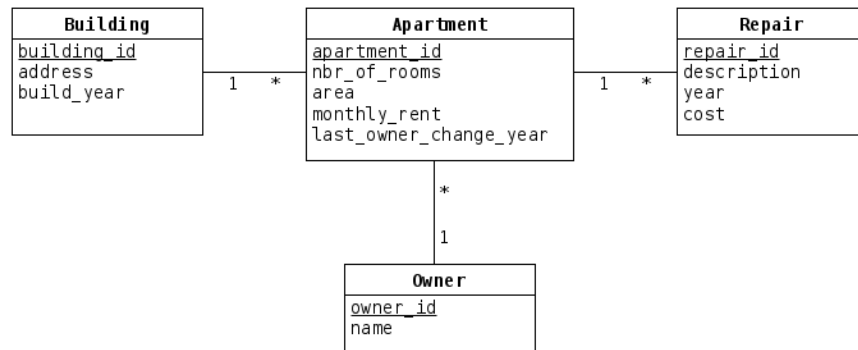 Building
building_id
address
build_year
1 *
Apartment
apartment_id
nbr_of_rooms
area
monthly_rent
last_owner_change_year
1 *
Repair
repair_id
description
year
cost
*
1
Owner
owner_id
name